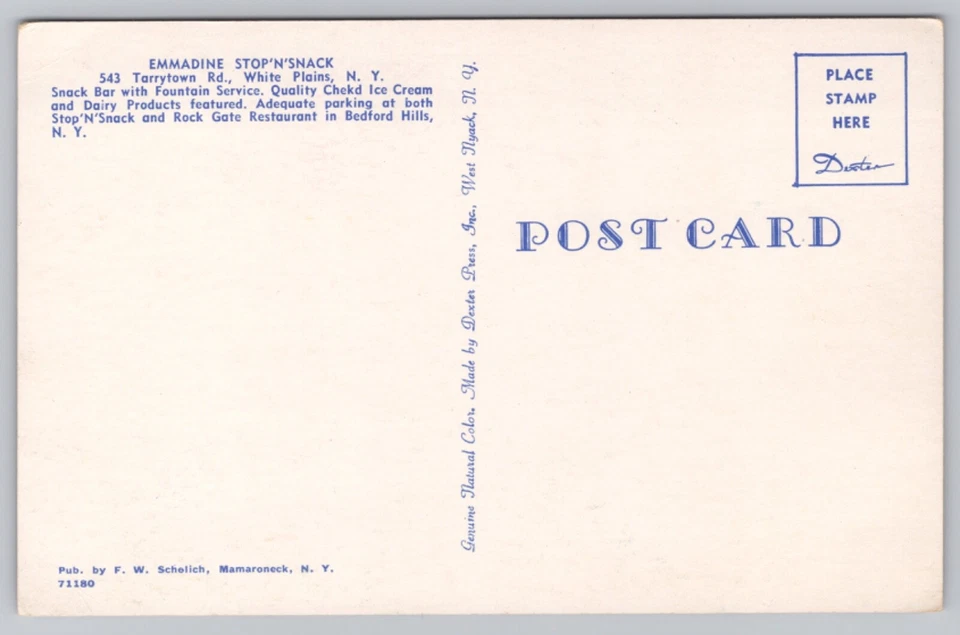 EMMADINE STOP'N'SNACK
543 Tarrytown Rd., White Plains, N. Y.
Snack Bar with Fountain Service. Quality Chekd Ice Cream
and Dairy Products featured. Adequate parking at both
Stop'N'Snack and Rock Gate Restaurant in Bedford Hills,
N. Y.
Pub. by F. W. Scholich, Mamaroneck, N. Y.
71180
Genuine Natural Color. Made by Dexter Press, Inc., West Nyack, N. Y.
PLACE
STAMP
HERE
Dexter
POST CARD